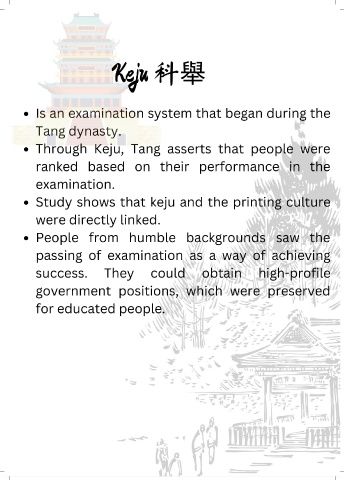 Keju 科舉
• Is an examination system that began during the
Tang dynasty.
• Through Keju, Tang asserts that people were
ranked based on their performance in the
examination.
• Study shows that keju and the printing culture
were directly linked.
• People from humble backgrounds saw the
passing of examination as a way of achieving
success. They could obtain high-profile
government positions, which were preserved
for educated people.